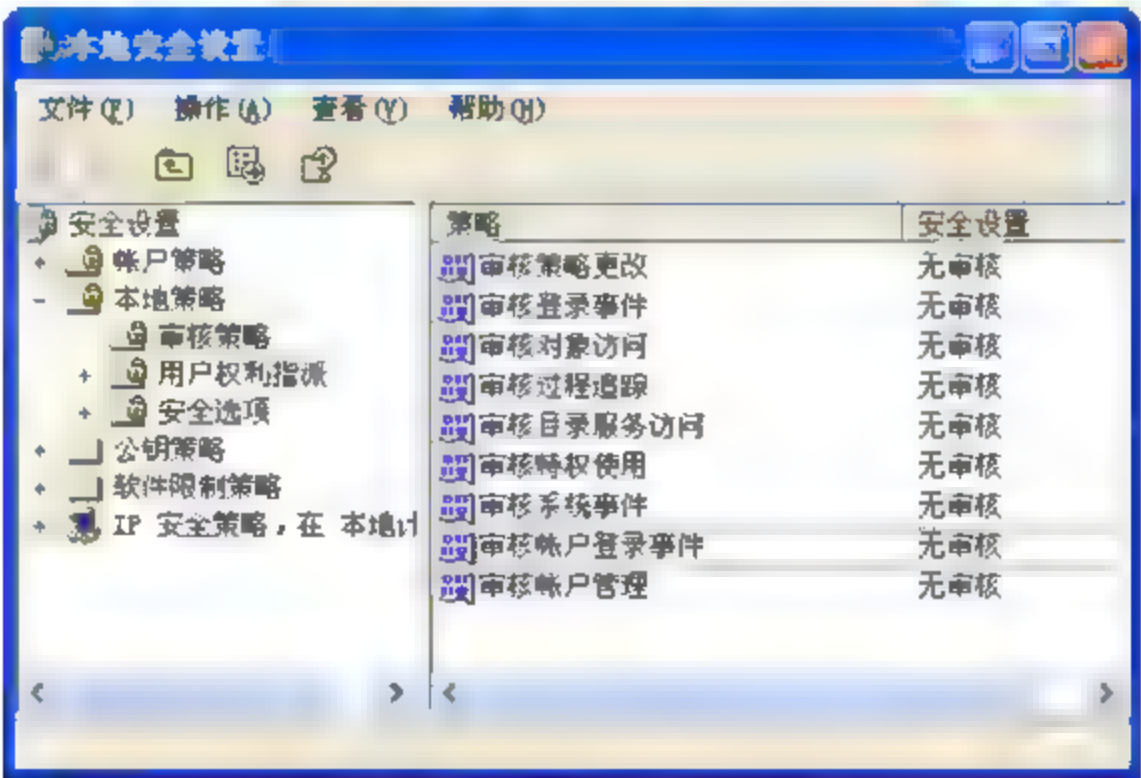 本地安全设置
文件(F) 操作(A) 查看(V) 帮助(H)
安全设置
帐户策略
本地策略
审核策略
用户权利指派
安全选项
公钥策略
软件限制策略
IP 安全策略，在 本地计
策略 安全设置
审核策略更改 无审核
审核登录事件 无审核
审核对象访问 无审核
审核过程追踪 无审核
审核目录服务访问 无审核
审核特权使用 无审核
审核系统事件 无审核
审核帐户登录事件 无审核
审核帐户管理 无审核